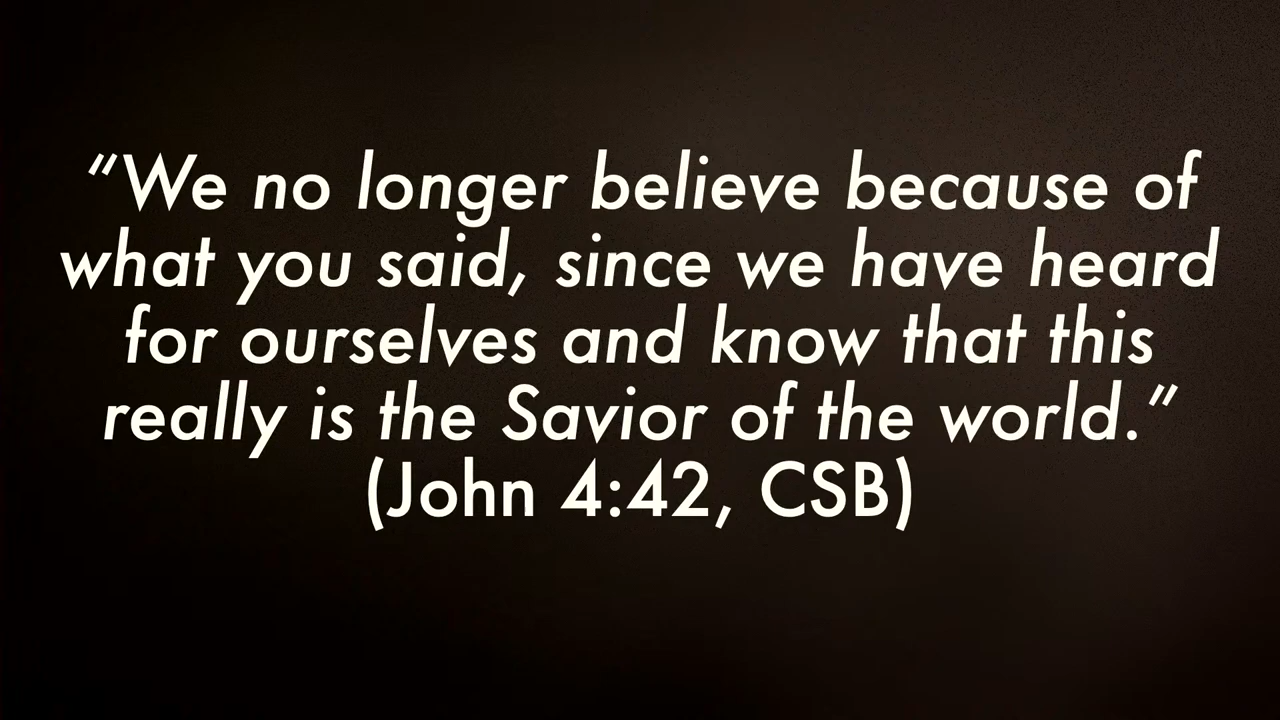 “We no longer believe because of
what you said, since we have heard
for ourselves and know that this
really is the Savior of the world.”
(John 4:42, CSB)